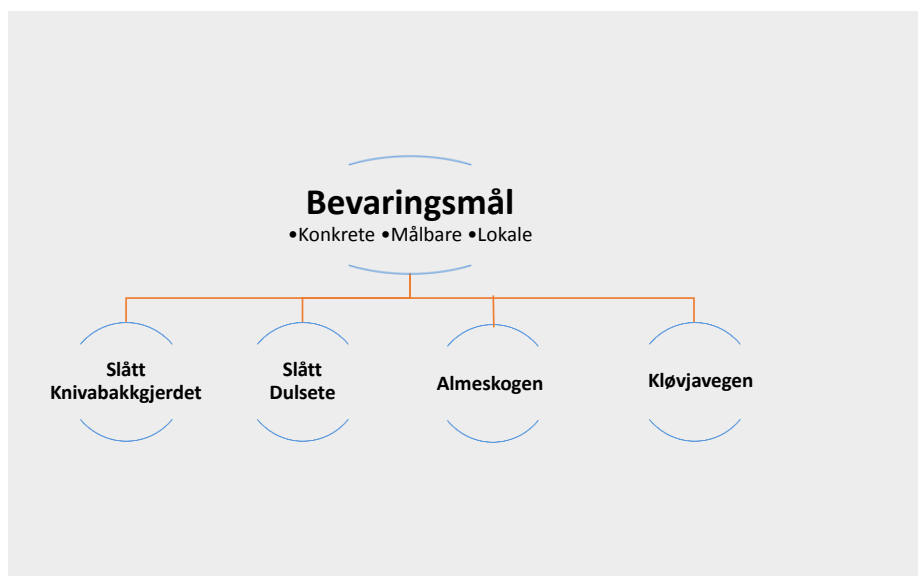 Bevaringsmål
•Konkrete •Målbare •Lokale
Slått
Knivabakkgjerdet
Slått
Dulsete
Almeskogen
Kløvjavegen